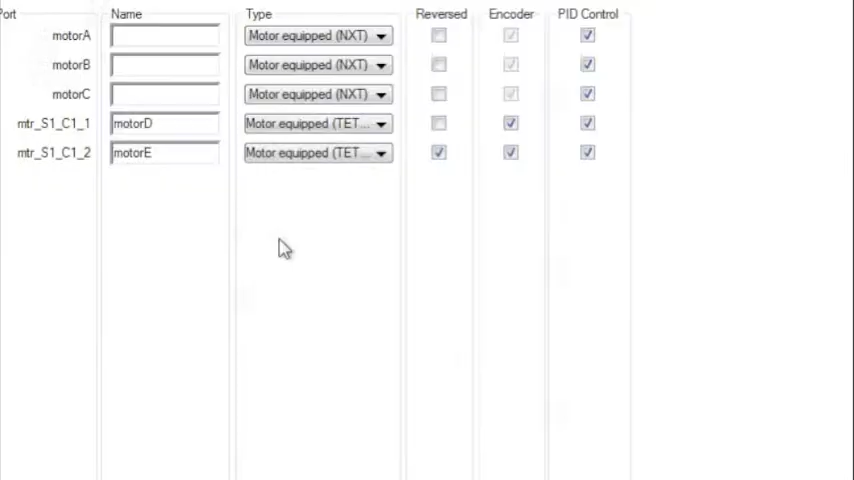 Port Name Type Reversed Encoder PID Control
motorA Motor equipped (NXT)
motorB Motor equipped (NXT)
motorC Motor equipped (NXT)
mtr_S1_C1_1 motorD Motor equipped (TET...
mtr_S1_C1_2 motorE Motor equipped (TET...